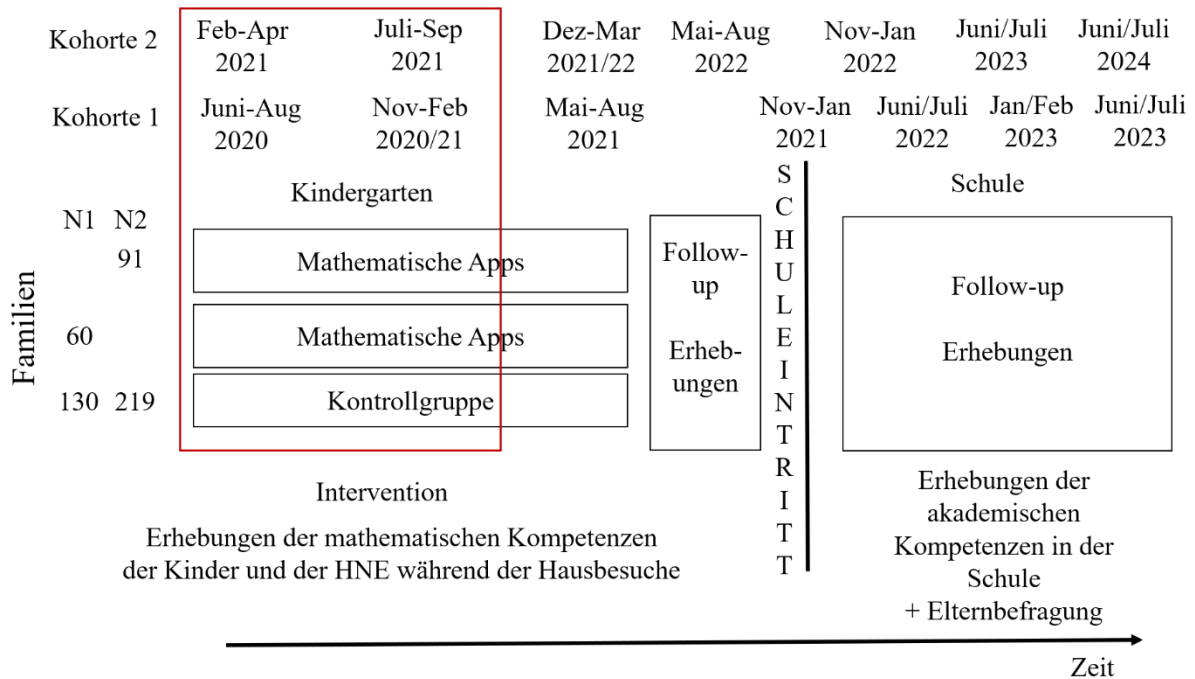 Kohorte 2
Feb-Apr 2021
Juli-Sep 2021
Dez-Mar 2021/22
Mai-Aug 2022
Nov-Jan 2022
Juni/Juli 2023
Juni/Juli 2024
Kohorte 1
Juni-Aug 2020
Nov-Feb 2020/21
Mai-Aug 2021
Nov-Jan 2021
Juni/Juli 2022
Jan/Feb 2023
Juni/Juli 2023
Kindergarten
SCHULEINTRITT
Schule
Familien
N1 N2
91
Mathematische Apps
60
Mathematische Apps
130 219
Kontrollgruppe
Follow-
up
Erheb-
ungen
Follow-up
Erhebungen
Intervention
Erhebungen der mathematischen Kompetenzen
der Kinder und der HNE während der Hausbesuche
Erhebungen der
akademischen
Kompetenzen in der
Schule
+ Elternbefragung
Zeit